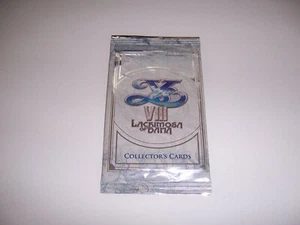 Ys
VIII
LACRIMOSA
OF DANA
COLLECTOR'S CARDS